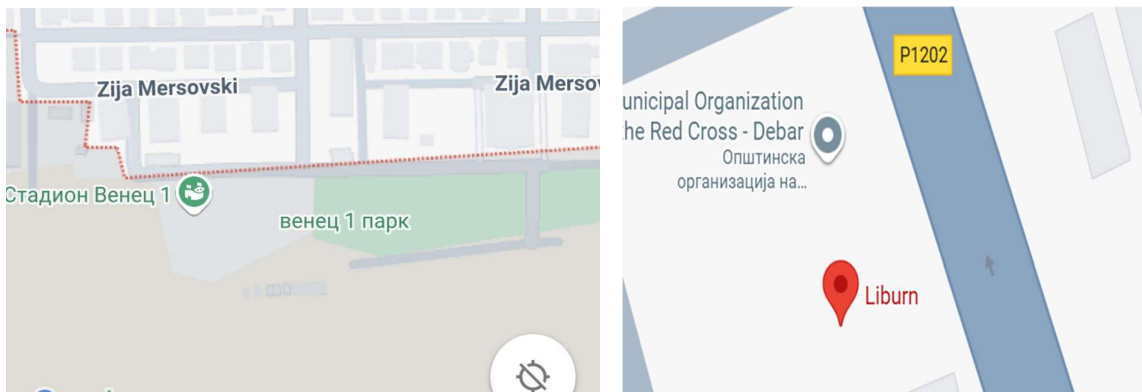 Zija Mersovski
Zija Mersov
Стадион Венец 1
венец 1 парк
P1202
unicipal Organization
the Red Cross - Debar
Општинска
организација на...
Liburn